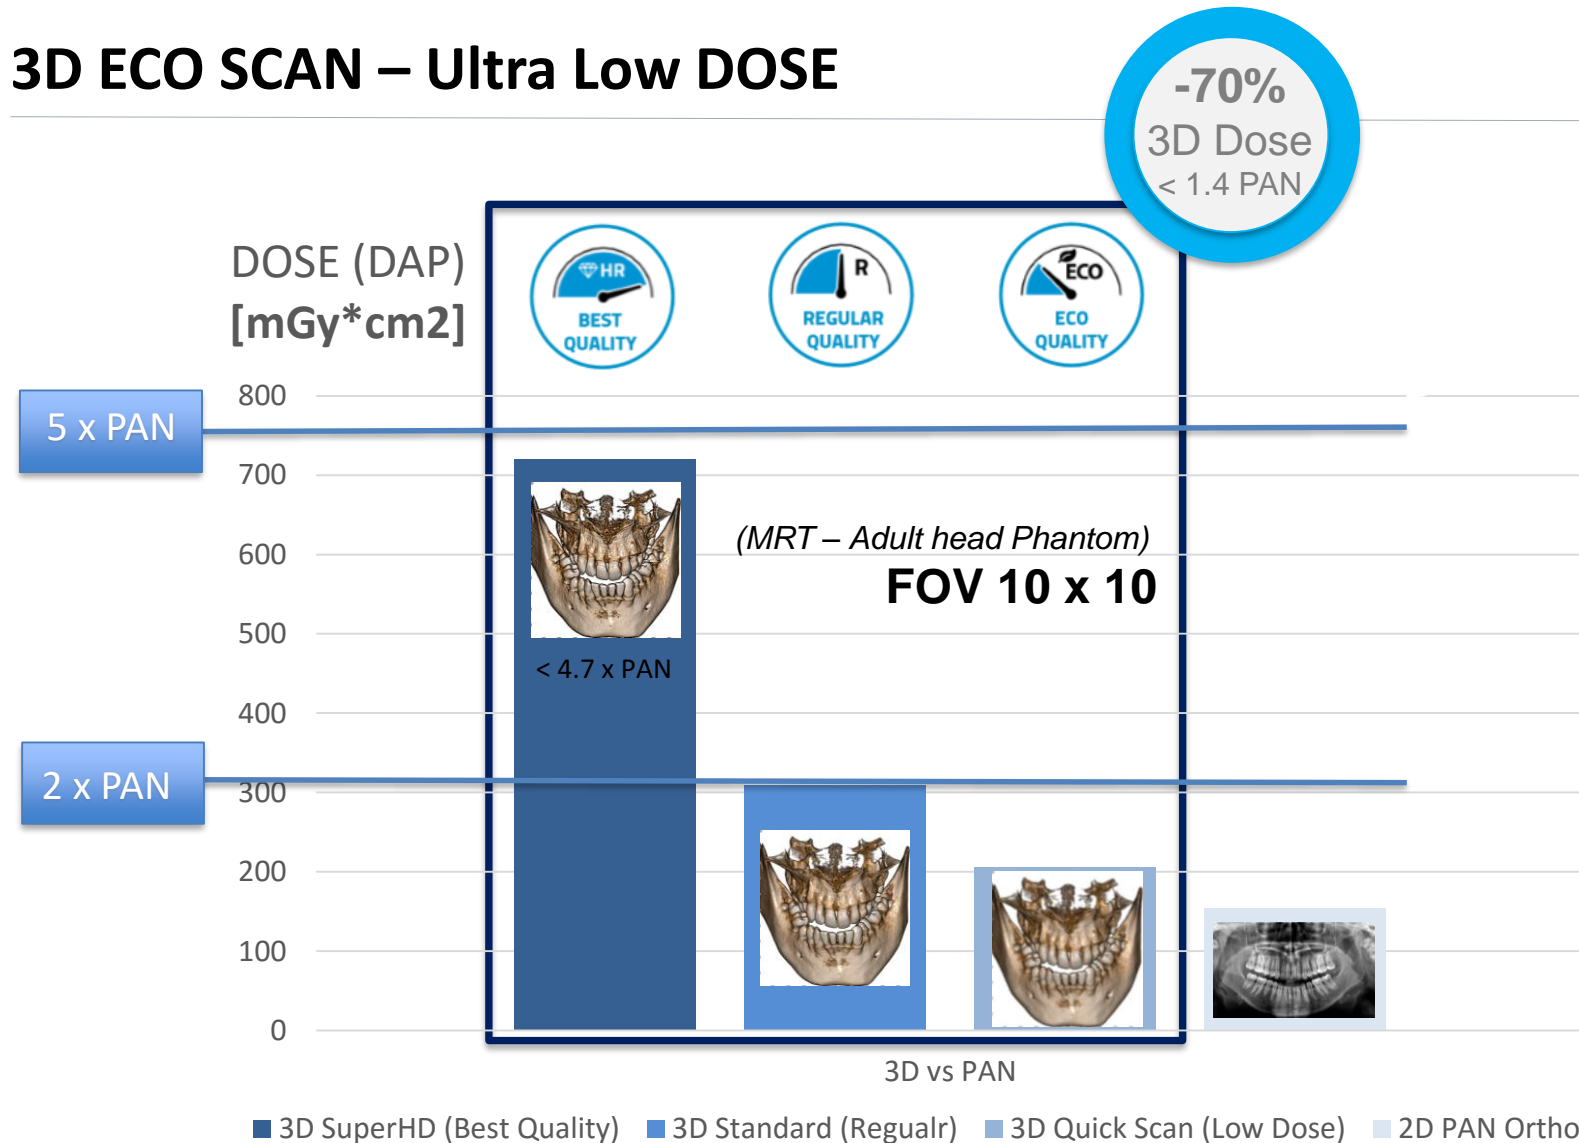 3D ECO SCAN – Ultra Low DOSE
-70%
3D Dose
< 1.4 PAN
DOSE (DAP)
[mGy*cm2]
HR
BEST
QUALITY
R
REGULAR
QUALITY
ECO
ECO
QUALITY
800
5 x PAN
700
600
500
400
300
200
100
0
2 x PAN
(MRT – Adult head Phantom)
FOV 10 x 10
< 4.7 x PAN
3D vs PAN
3D SuperHD (Best Quality)
3D Standard (Regualr)
3D Quick Scan (Low Dose)
2D PAN Ortho